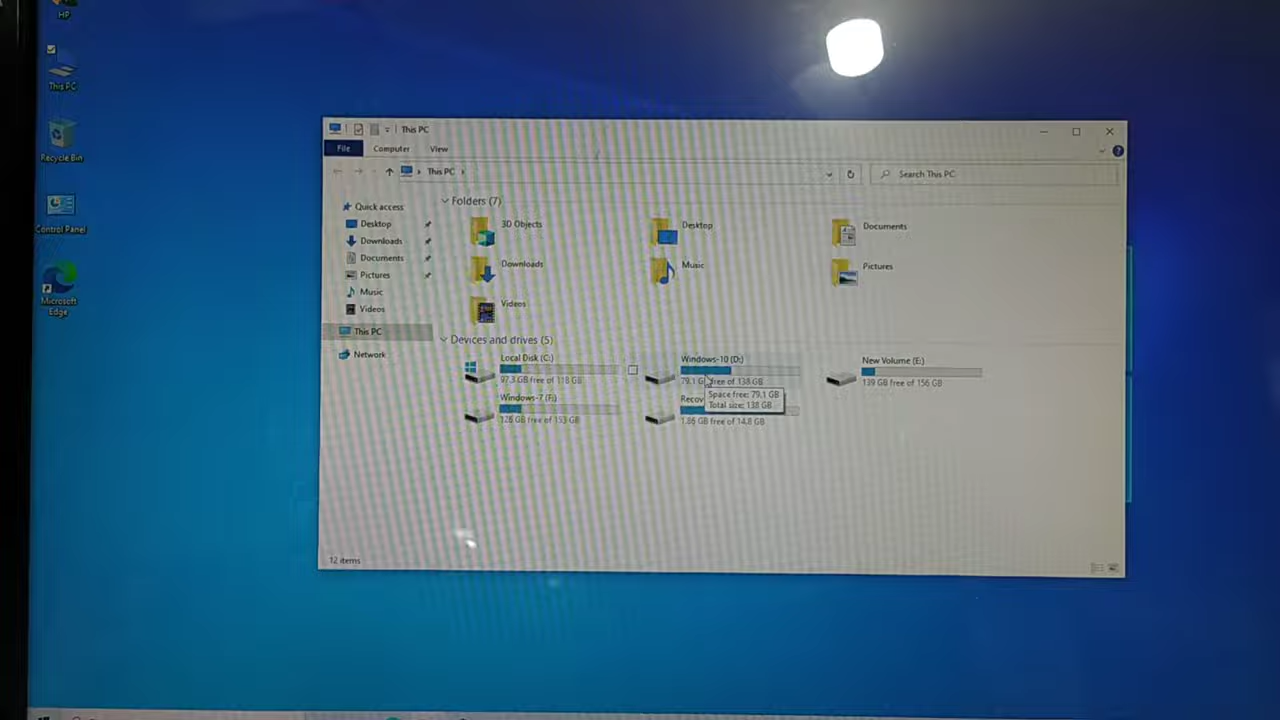 HP
This PC
Recycle Bin
Control Panel
Microsoft
Edge
This PC
File
Computer
View
This PC
Search This PC
Quick access
Desktop
Downloads
Documents
Pictures
Music
Videos
This PC
Network
Folders (7)
3D Objects
Desktop
Documents
Downloads
Music
Pictures
Videos
Devices and drives (5)
Local Disk (C:)
97.3 GB free of 118 GB
Windows-10 (D:)
79.1 G free of 138 GB
Space free: 79.1 GB
Total size: 138 GB
New Volume (E:)
139 GB free of 156 GB
Windows-7 (F:)
126 GB free of 153 GB
Recov
1.86 GB free of 14.8 GB
12 items